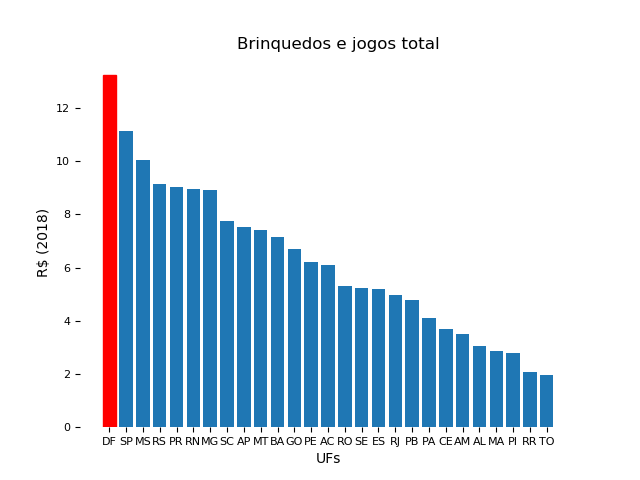 Brinquedos e jogos total
R$ (2018)
12
10
8
6
4
2
0
DF SP MS RS PR RN MG SC AP MT BA GO PE AC RO SE ES RJ PB PA CE AM AL MA PI RR TO
UFs